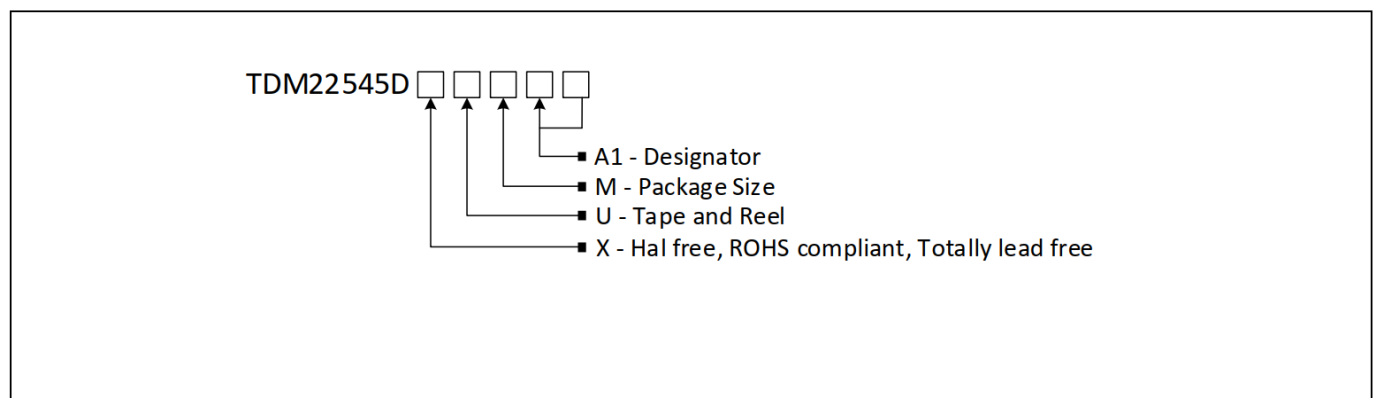 TDM22545D
A1 - Designator
M - Package Size
U - Tape and Reel
X - Hal free, ROHS compliant, Totally lead free